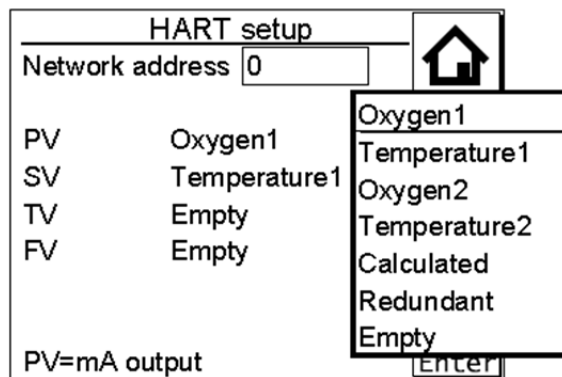 HART setup
Network address 0
PV Oxygen1
SV Temperature1
TV Empty
FV Empty
PV=mA output
Oxygen1
Temperature1
Oxygen2
Temperature2
Calculated
Redundant
Empty
Enter